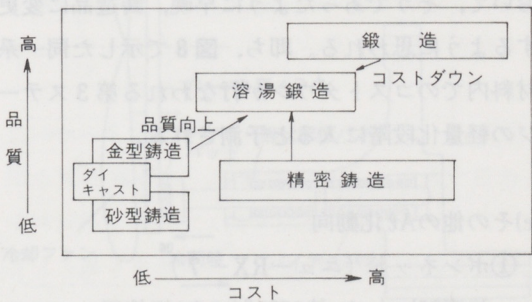 高
品質
低
鍛造
コストダウン
溶湯鍛造
品質向上
金型鋳造
ダイ
キャスト
砂型鋳造
精密鋳造
低
高
コスト